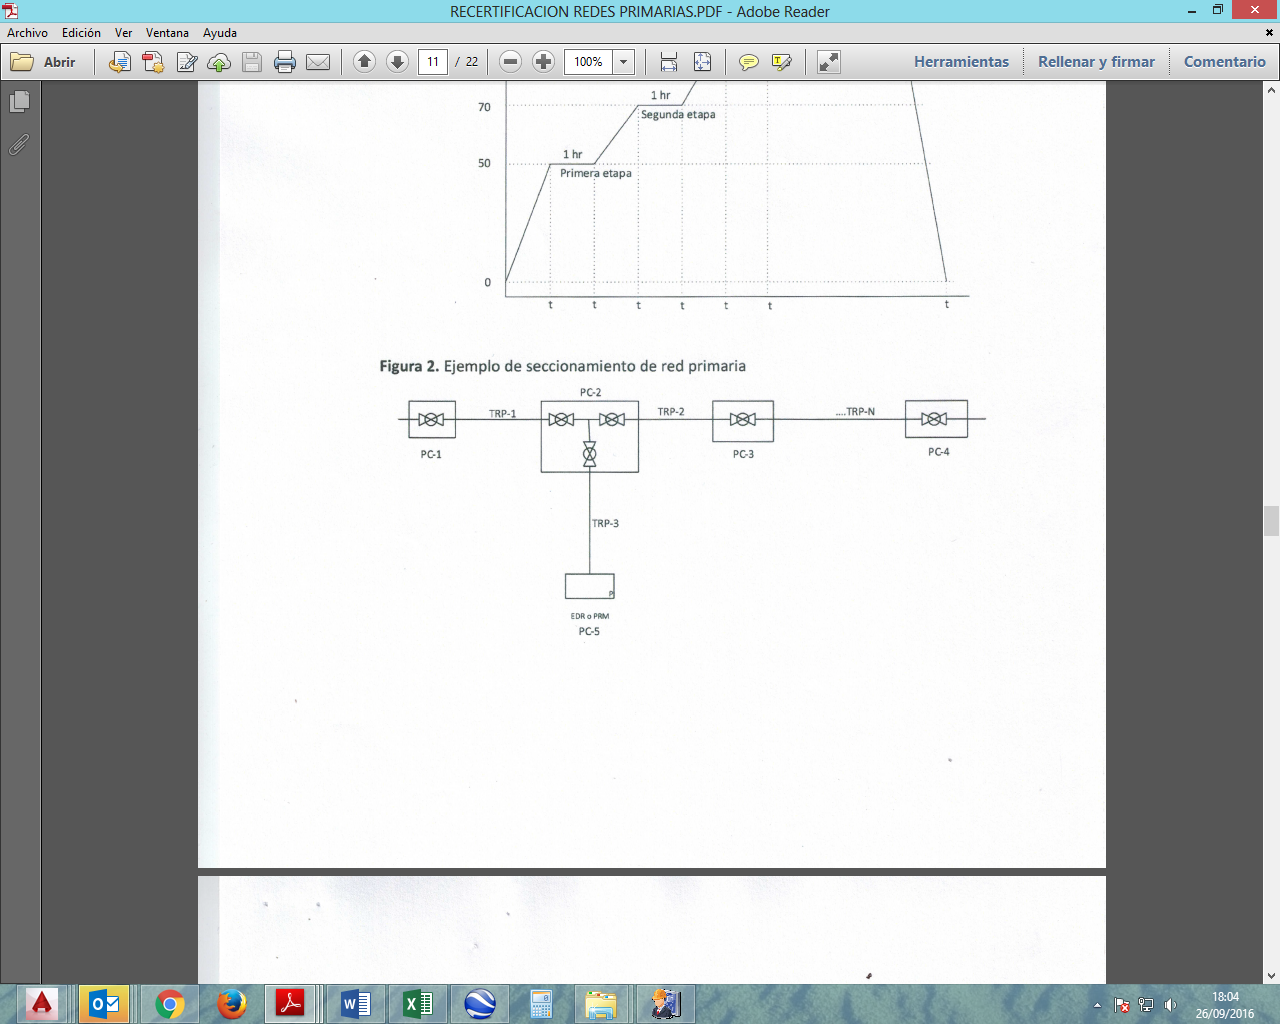 RECERTIFICACION REDES PRIMARIAS.PDF - Adobe Reader
Archivo Edición Ver Ventana Ayuda
Abrir 11 / 22 100% Herramientas Rellenar y firmar Comentario
1 hr
70
Segunda etapa
1 hr
50
Primera etapa
0
t t t t t t t
Figura 2. Ejemplo de seccionamiento de red primaria
PC-2
TRP-1 TRP-2 ....TRP-N
PC-1 PC-3 PC-4
TRP-3
P
EDR o PRM
PC-5
18:04
26/09/2016